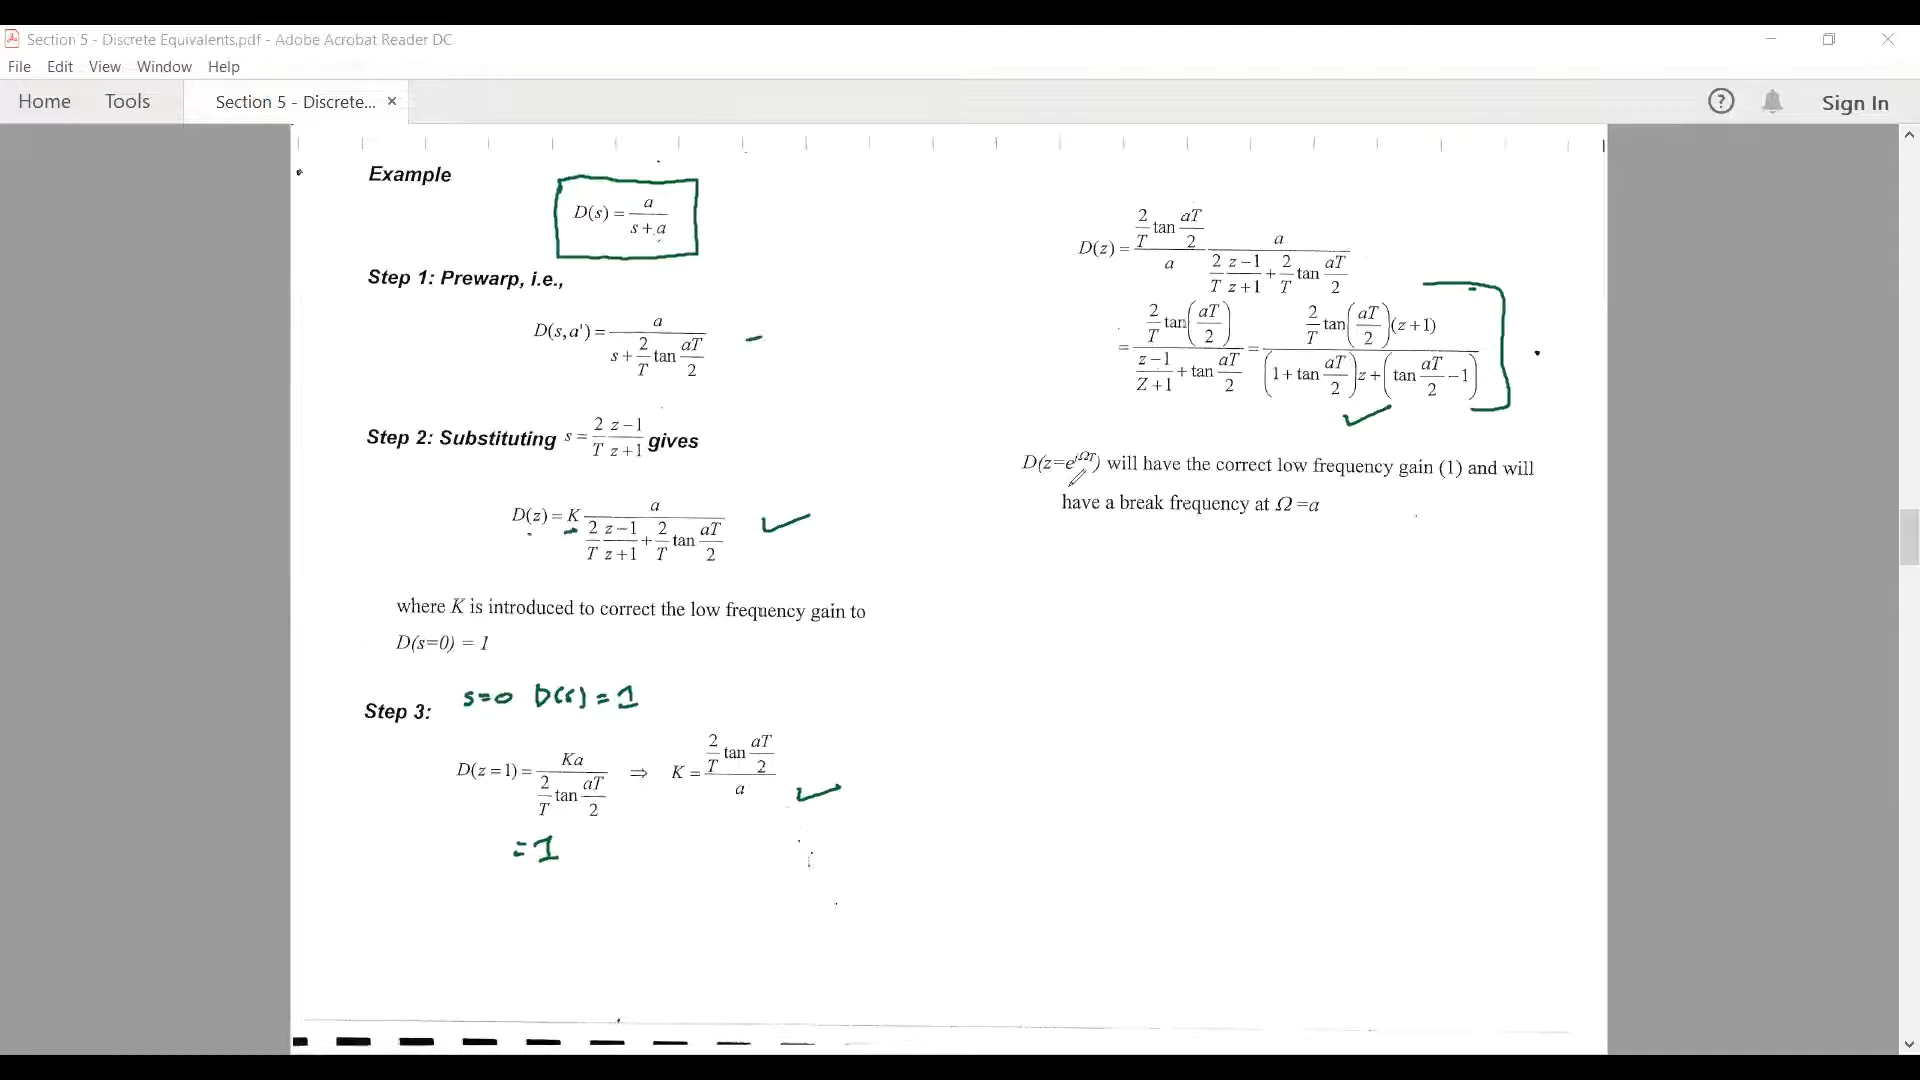 Section 5 - Discrete Equivalents.pdf - Adobe Acrobat Reader DC
File Edit View Window Help
Home Tools Section 5 - Discrete... × ? Sign In
Example
D(s) = a / (s + a)
Step 1: Prewarp, i.e.,
D(s, a') = a / (s + (2/T) tan (aT/2))
Step 2: Substituting s = (2/T) (z − 1)/(z + 1) gives
D(z) = K a / ((2/T) (z − 1)/(z + 1) + (2/T) tan (aT/2))
where K is introduced to correct the low frequency gain to
D(s=0) = 1
s=0 D(s) = 1
Step 3:
D(z = 1) = Ka / ((2/T) tan (aT/2)) ⇒ K = ((2/T) tan (aT/2)) / a
= 1
D(z) = ((2/T) tan (aT/2)) / a · a / ((2/T) (z − 1)/(z + 1) + (2/T) tan (aT/2))
= ((2/T) tan (aT/2)) / ((z − 1)/(Z + 1) + tan (aT/2)) = ((2/T) tan (aT/2) (z + 1)) / ((1 + tan (aT/2)) z + (tan (aT/2) − 1))
D(z=e^{jΩT}) will have the correct low frequency gain (1) and will
have a break frequency at Ω = a